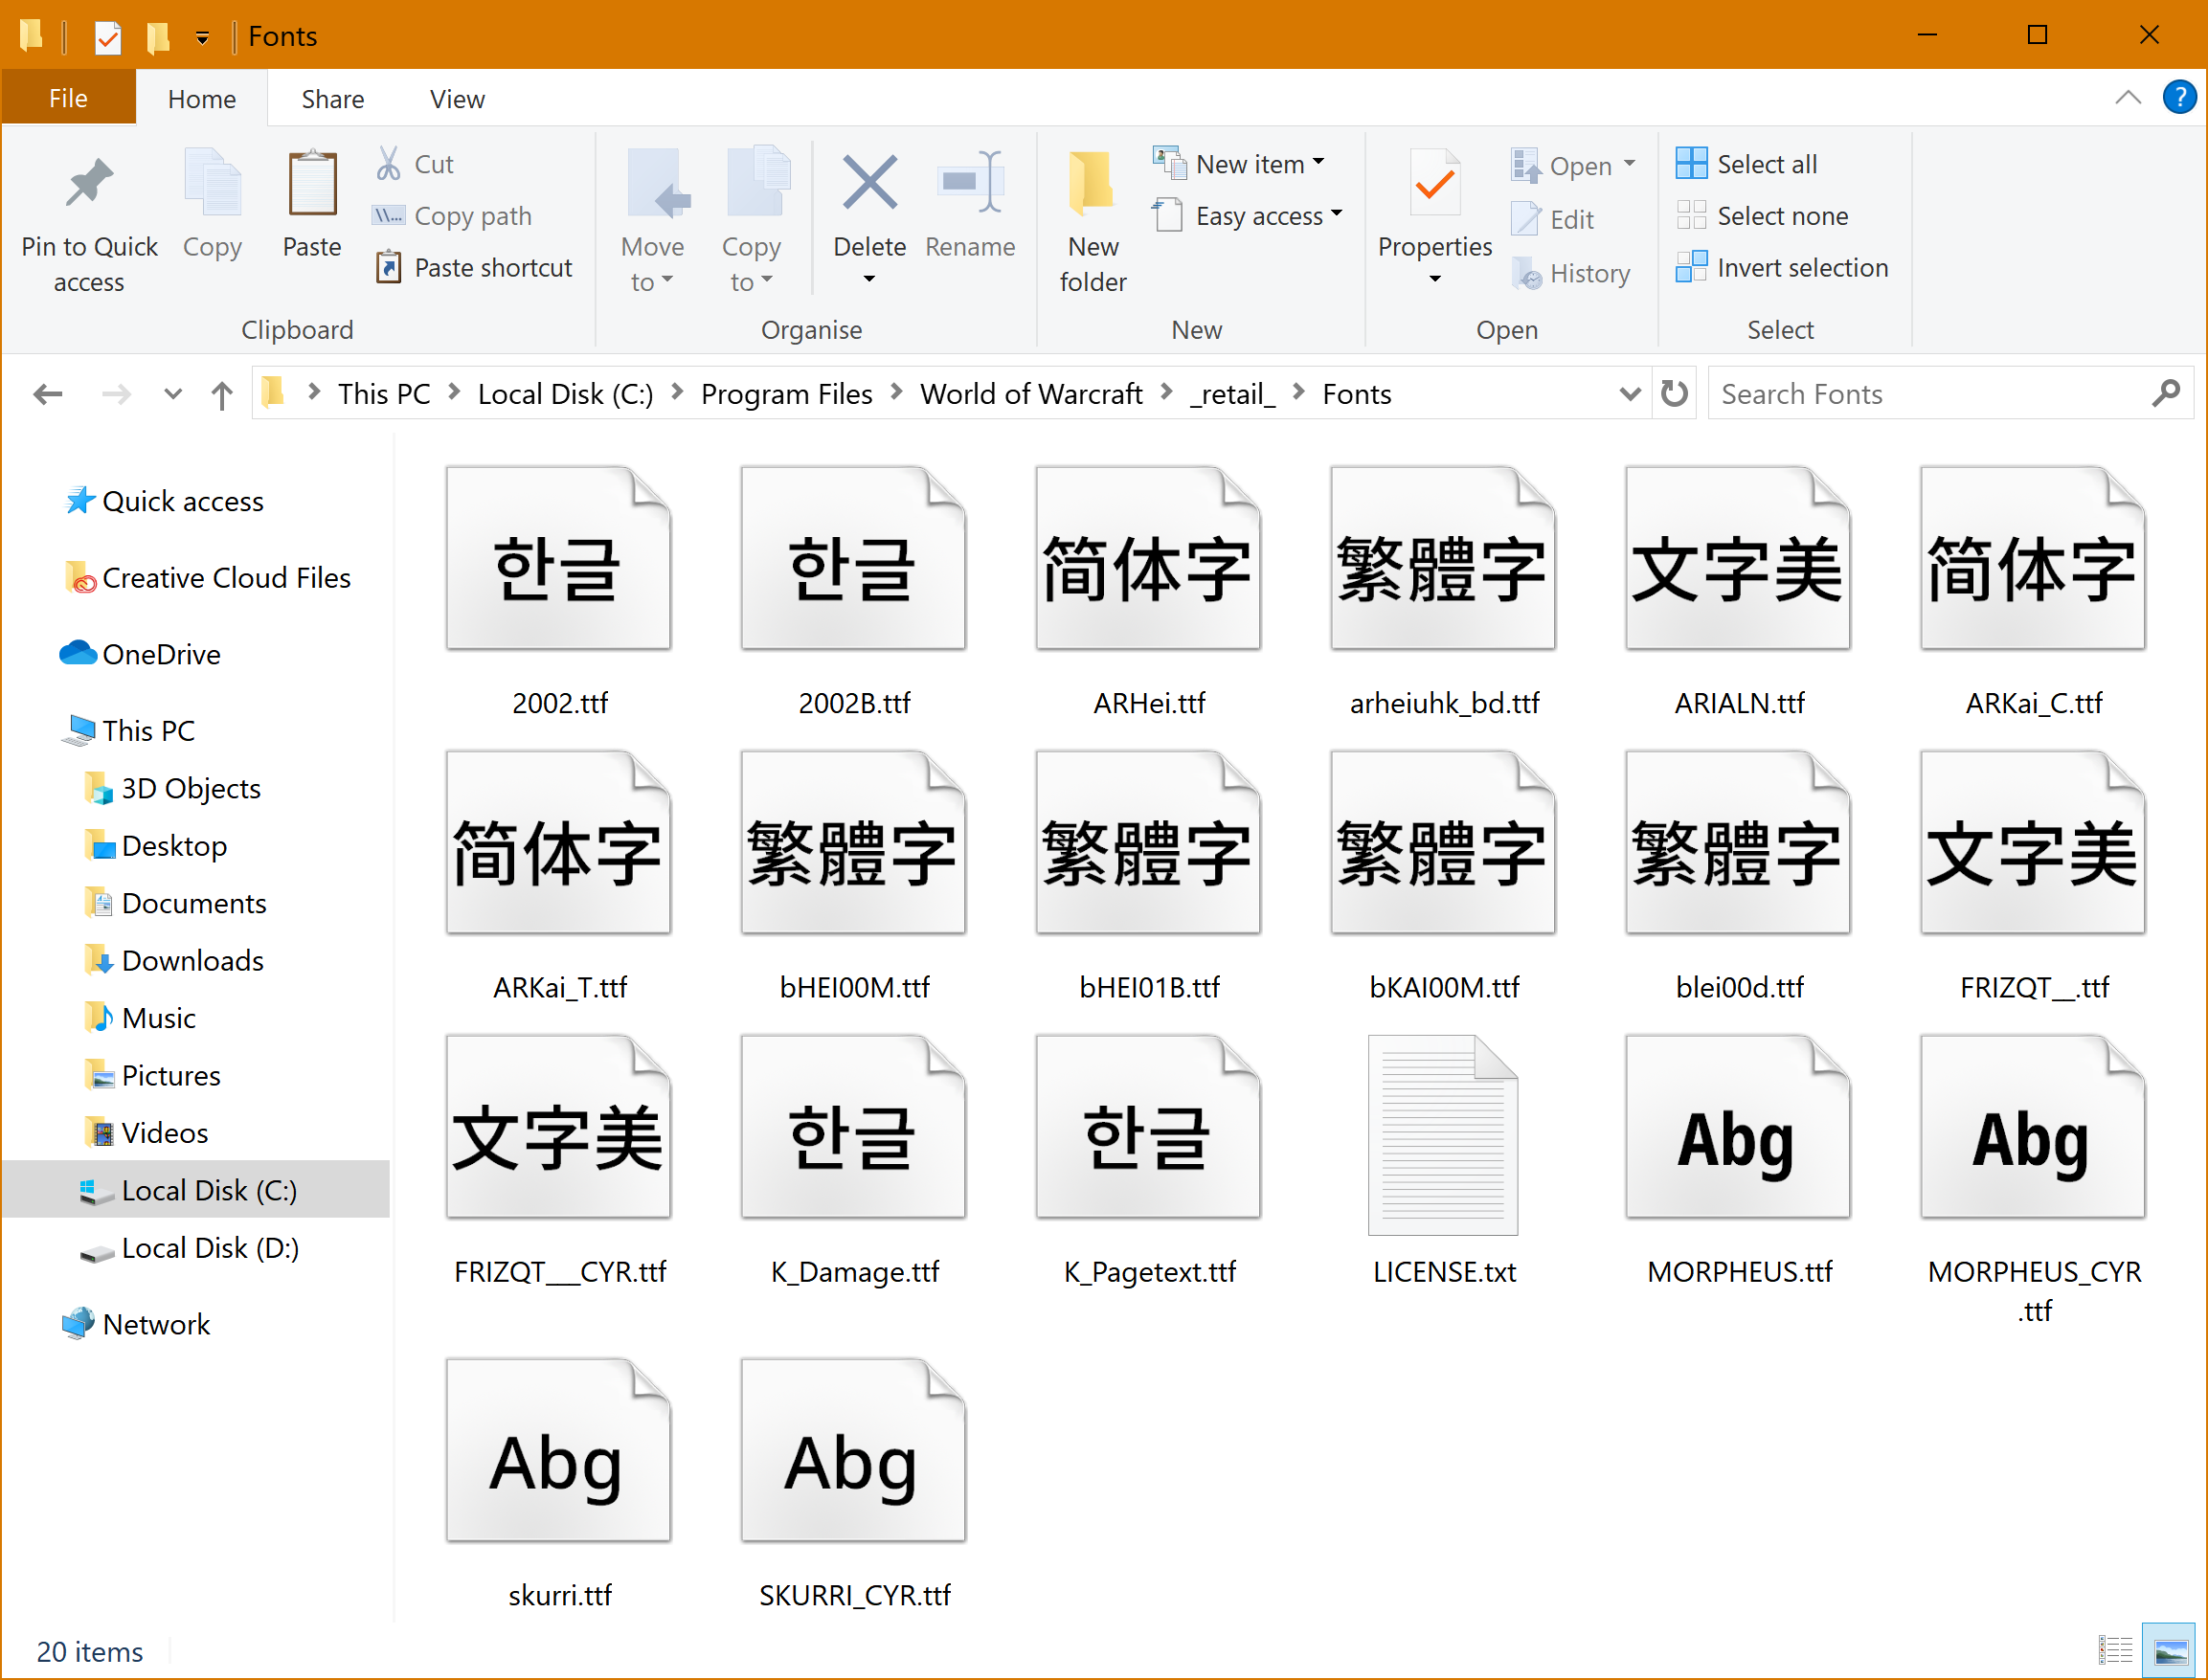 Fonts
File Home Share View
Pin to Quick access
Copy
Paste
Cut
Copy path
Paste shortcut
Clipboard
Move to
Copy to
Delete
Rename
Organise
New folder
New item
Easy access
New
Properties
Open
Edit
History
Open
Select all
Select none
Invert selection
Select
This PC Local Disk (C:) Program Files World of Warcraft _retail_ Fonts
Search Fonts
Quick access
Creative Cloud Files
OneDrive
This PC
3D Objects
Desktop
Documents
Downloads
Music
Pictures
Videos
Local Disk (C:)
Local Disk (D:)
Network
한글 한글 简体字 繁體字 文字美 简体字
2002.ttf 2002B.ttf ARHei.ttf arheiuhk_bd.ttf ARIALN.ttf ARKai_C.ttf
简体字 繁體字 繁體字 繁體字 繁體字 文字美
ARKai_T.ttf bHEI00M.ttf bHEI01B.ttf bKAI00M.ttf blei00d.ttf FRIZQT__.ttf
文字美 한글 한글 Abg Abg
FRIZQT___CYR.ttf K_Damage.ttf K_Pagetext.ttf LICENSE.txt MORPHEUS.ttf MORPHEUS_CYR
.ttf
Abg Abg
skurri.ttf SKURRI_CYR.ttf
20 items